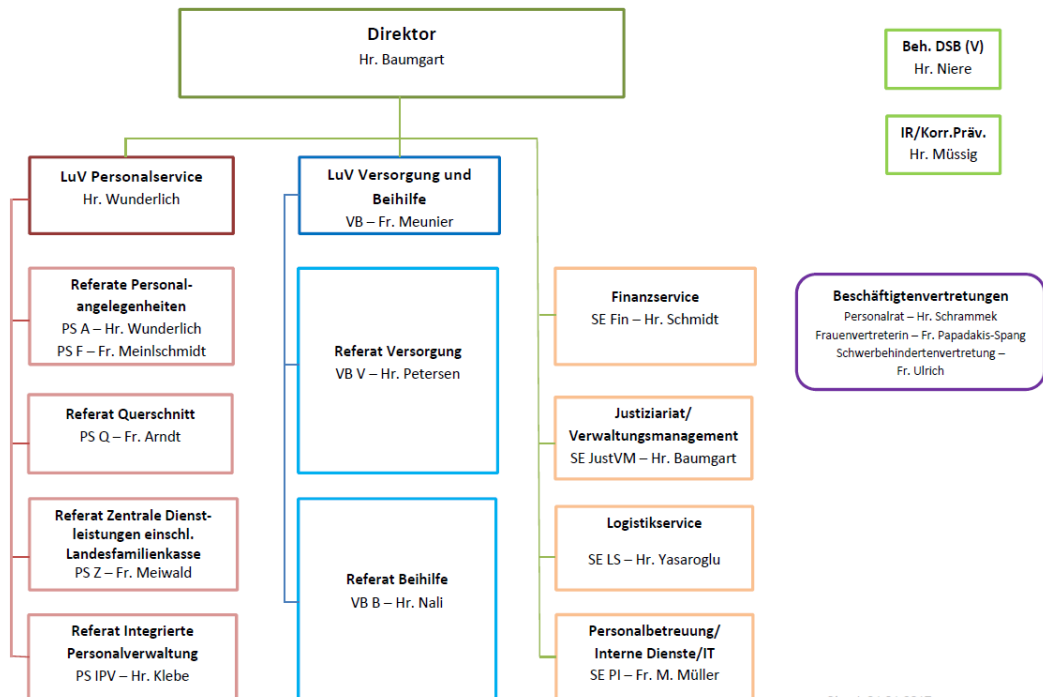 Direktor
Hr. Baumgart
Beh. DSB (V)
Hr. Niere
IR/Korr.Präv.
Hr. Müssig
LuV Personalservice
Hr. Wunderlich
LuV Versorgung und
Beihilfe
VB – Fr. Meunier
Referate Personal-
angelegenheiten
PS A – Hr. Wunderlich
PS F – Fr. Meinlschmidt
Referat Querschnitt
PS Q – Fr. Arndt
Referat Zentrale Dienst-
leistungen einschl.
Landesfamilienkasse
PS Z – Fr. Meiwald
Referat Integrierte
Personalverwaltung
PS IPV – Hr. Klebe
Referat Versorgung
VB V – Hr. Petersen
Referat Beihilfe
VB B – Hr. Nali
Finanzservice
SE Fin – Hr. Schmidt
Justiziariat/
Verwaltungsmanagement
SE JustVM – Hr. Baumgart
Logistikservice
SE LS – Hr. Yasaroglu
Personalbetreuung/
Interne Dienste/IT
SE PI – Fr. M. Müller
Beschäftigtenvertretungen
Personalrat – Hr. Schrammek
Frauenvertreterin – Fr. Papadakis-Spang
Schwerbehindertenvertretung –
Fr. Ulrich